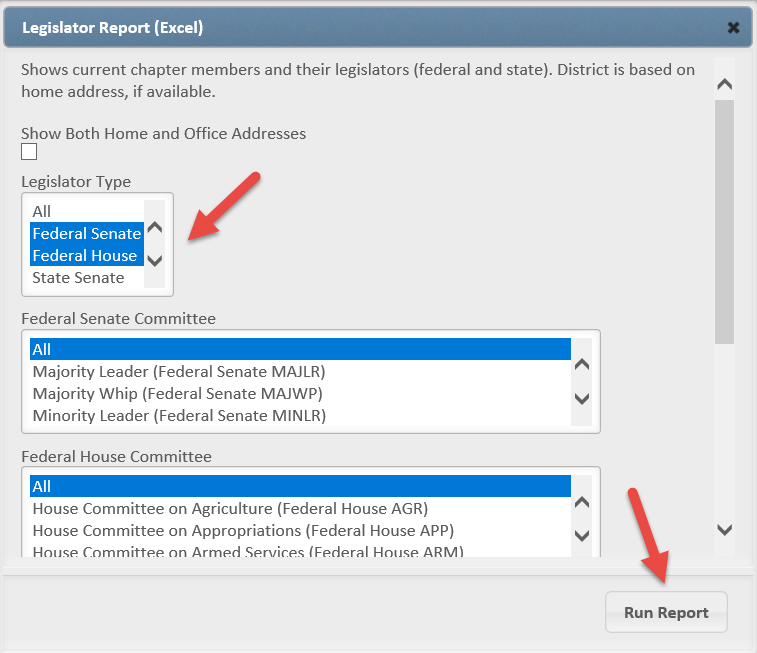 Legislator Report (Excel)
Shows current chapter members and their legislators (federal and state). District is based on
home address, if available.
Show Both Home and Office Addresses
Legislator Type
All
Federal Senate
Federal House
State Senate
Federal Senate Committee
All
Majority Leader (Federal Senate MAJLR)
Majority Whip (Federal Senate MAJWP)
Minority Leader (Federal Senate MINLR)
Federal House Committee
All
House Committee on Agriculture (Federal House AGR)
House Committee on Appropriations (Federal House APP)
House Committee on Armed Services (Federal House ARM)
Run Report